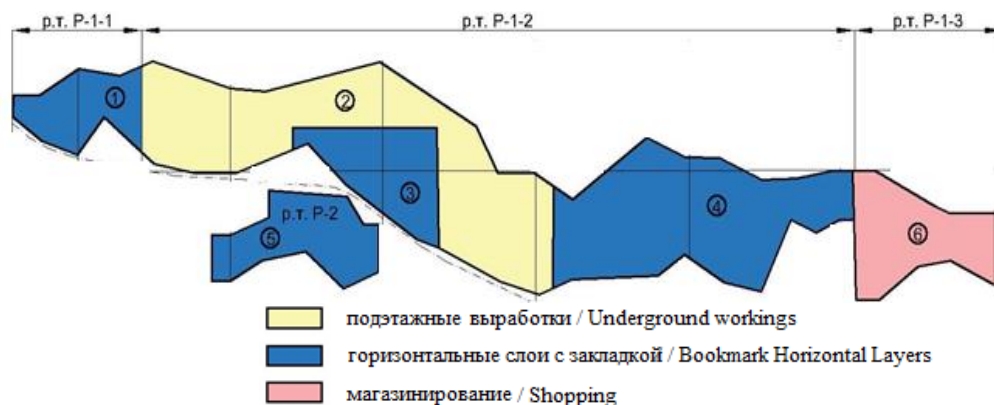 р.т. Р-1-1 р.т. Р-1-2 р.т. Р-1-3
1
2
3
4
р.т. Р-2
5
6
подэтажные выработки / Underground workings
горизонтальные слои с закладкой / Bookmark Horizontal Layers
магазинирование / Shopping